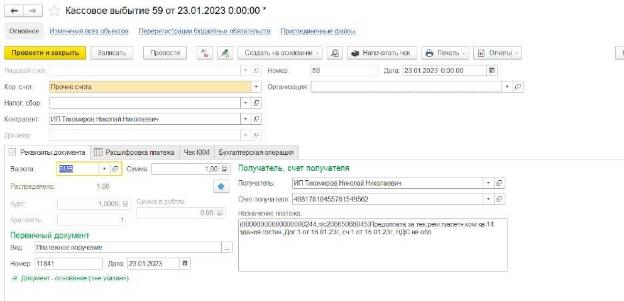 Кассовое выбытие 59 от 23.01.2023 0:00:00 *
Основное Изменения всех объектов Перерегистрации бюджетных обязательств Присоединенные файлы
Провести и закрыть Записать Провести Создать на основании Напечатать чек Печать Отчеты
Лицевой счет: Номер: 59 Дата: 23.01.2023 0:00:00
Кор. счет: Прочие счета Организация:
Налог, сбор:
Контрагент: ИП Тихомиров Николай Николаевич
Договор:
Реквизиты документа Расшифровка платежа Чек ККМ Бухгалтерская операция
Валюта: RUB Сумма: 1,00 Получатель, счет получателя
Распределено: 1,00 Получатель: ИП Тихомиров Николай Николаевич
Курс: 1,0000 Сумма в рублях: 0,00 Счет получателя: 40817810455761549562
Кратность: 1 Назначение платежа:
(00000000000000000244,л/с20865068045)Предоплата за тек.рем.туалетн.ком.кв.14
здания гостин.,Дог.1 от 16.01.23г, сч.1 от 16.01.23г, НДС не обл
Первичный документ
Вид: Платежное поручение
Номер: 11841 Дата: 23.01.2023
Документ - основание (<не указан>)